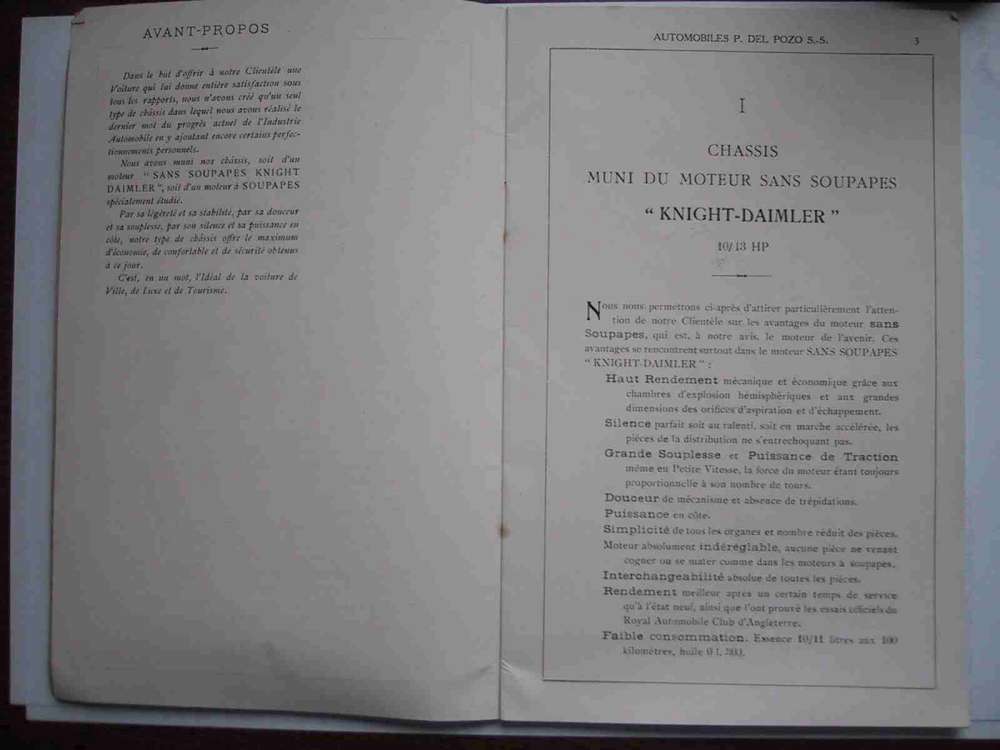 AVANT-PROPOS
Dans le but d'offrir à notre Clientèle une
Voiture qui lui donne entière satisfaction sous
tous les rapports, nous n'avons créé qu'un seul
type de châssis dans lequel nous avons réalisé le
dernier mot du progrès actuel de l'Industrie
Automobile en y ajoutant encore certains perfec-
tionnements personnels.
Nous avons muni nos châssis, soit d'un
moteur " SANS SOUPAPES KNIGHT
DAIMLER ", soit d'un moteur à SOUPAPES
spécialement étudié.
Par sa légèreté et sa stabilité, par sa douceur
et sa souplesse, par son silence et sa puissance en
côte, notre type de châssis offre le maximum
d'économie, de confortable et de sécurité obtenus
à ce jour.
C'est, en un mot, l'Idéal de la voiture de
Ville, de Luxe et de Tourisme.
AUTOMOBILES P. DEL POZO S.-S. 3
I
CHASSIS
MUNI DU MOTEUR SANS SOUPAPES
" KNIGHT-DAIMLER "
10/13 HP
Nous nous permettons ci-après d'attirer particulièrement l'atten-
tion de notre Clientèle sur les avantages du moteur sans
Soupapes, qui est, à notre avis, le moteur de l'avenir. Ces
avantages se rencontrent surtout dans le moteur SANS SOUPAPES
" KNIGHT-DAIMLER " :
Haut Rendement mécanique et économique grâce aux
chambres d'explosion hémisphériques et aux grandes
dimensions des orifices d'aspiration et d'échappement.
Silence parfait soit au ralenti, soit en marche accélérée, les
pièces de la distribution ne s'entrechoquant pas.
Grande Souplesse et Puissance de Traction
même en Petite Vitesse, la force du moteur étant toujours
proportionnelle à son nombre de tours.
Douceur de mécanisme et absence de trépidations.
Puissance en côte.
Simplicité de tous les organes et nombre réduit des pièces.
Moteur absolument indéréglable, aucune pièce ne venant
cogner ou se mater comme dans les moteurs à soupapes.
Interchangeabilité absolue de toutes les pièces.
Rendement meilleur après un certain temps de service
qu'à l'état neuf, ainsi que l'ont prouvé les essais officiels du
Royal Automobile Club d'Angleterre.
Faible consommation. Essence 10/11 litres aux 100
kilomètres, huile 0 l.